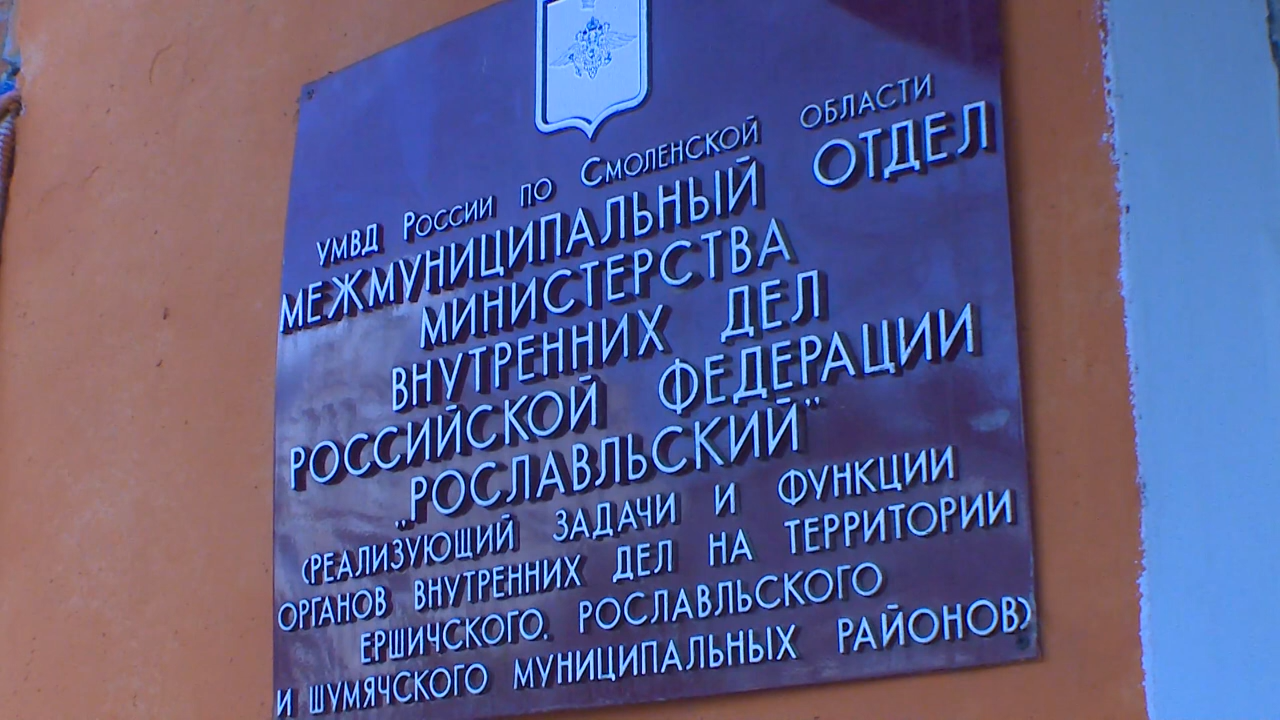 УМВД России по Смоленской области
МЕЖМУНИЦИПАЛЬНЫЙ ОТДЕЛ
МИНИСТЕРСТВА
ВНУТРЕННИХ ДЕЛ
РОССИЙСКОЙ ФЕДЕРАЦИИ
„РОСЛАВЛЬСКИЙ”
(РЕАЛИЗУЮЩИЙ ЗАДАЧИ И ФУНКЦИИ
ОРГАНОВ ВНУТРЕННИХ ДЕЛ НА ТЕРРИТОРИИ
ЕРШИЧСКОГО, РОСЛАВЛЬСКОГО
И ШУМЯЧСКОГО МУНИЦИПАЛЬНЫХ РАЙОНОВ)